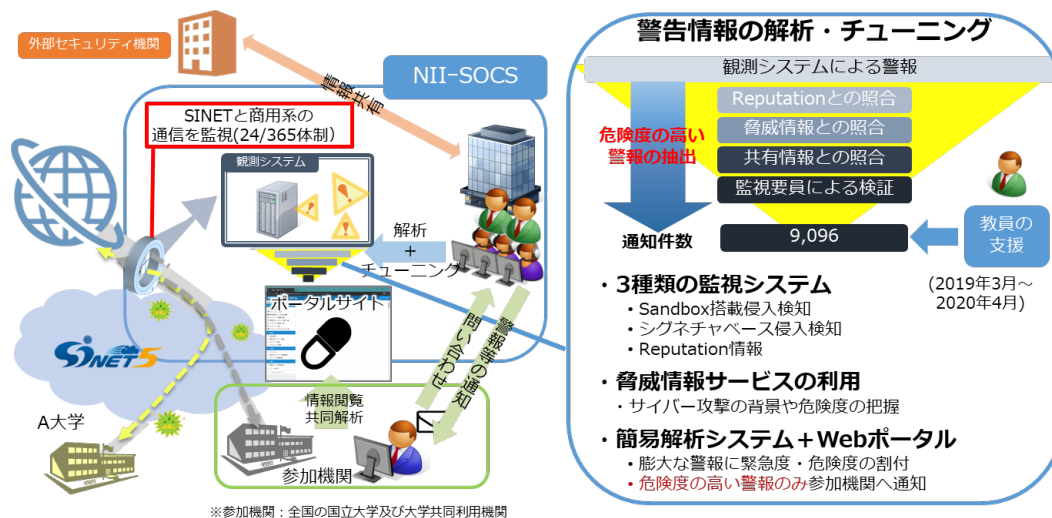 外部セキュリティ機関
情報共有
NII-SOCS
SINETと商用系の
通信を監視(24/365体制)
観測システム
解析
+
チューニング
ポータルサイト
警報等の通知
問い合わせ
情報閲覧
共同解析
SINET5
A大学
参加機関
※参加機関：全国の国立大学及び大学共同利用機関
警告情報の解析・チューニング
観測システムによる警報
Reputationとの照合
脅威情報との照合
共有情報との照合
監視要員による検証
危険度の高い
警報の抽出
通知件数
9,096
教員の
支援
(2019年3月～
2020年4月)
・3種類の監視システム
・Sandbox搭載侵入検知
・シグネチャベース侵入検知
・Reputation情報
・脅威情報サービスの利用
・サイバー攻撃の背景や危険度の把握
・簡易解析システム＋Webポータル
・膨大な警報に緊急度・危険度の割付
・危険度の高い警報のみ参加機関へ通知